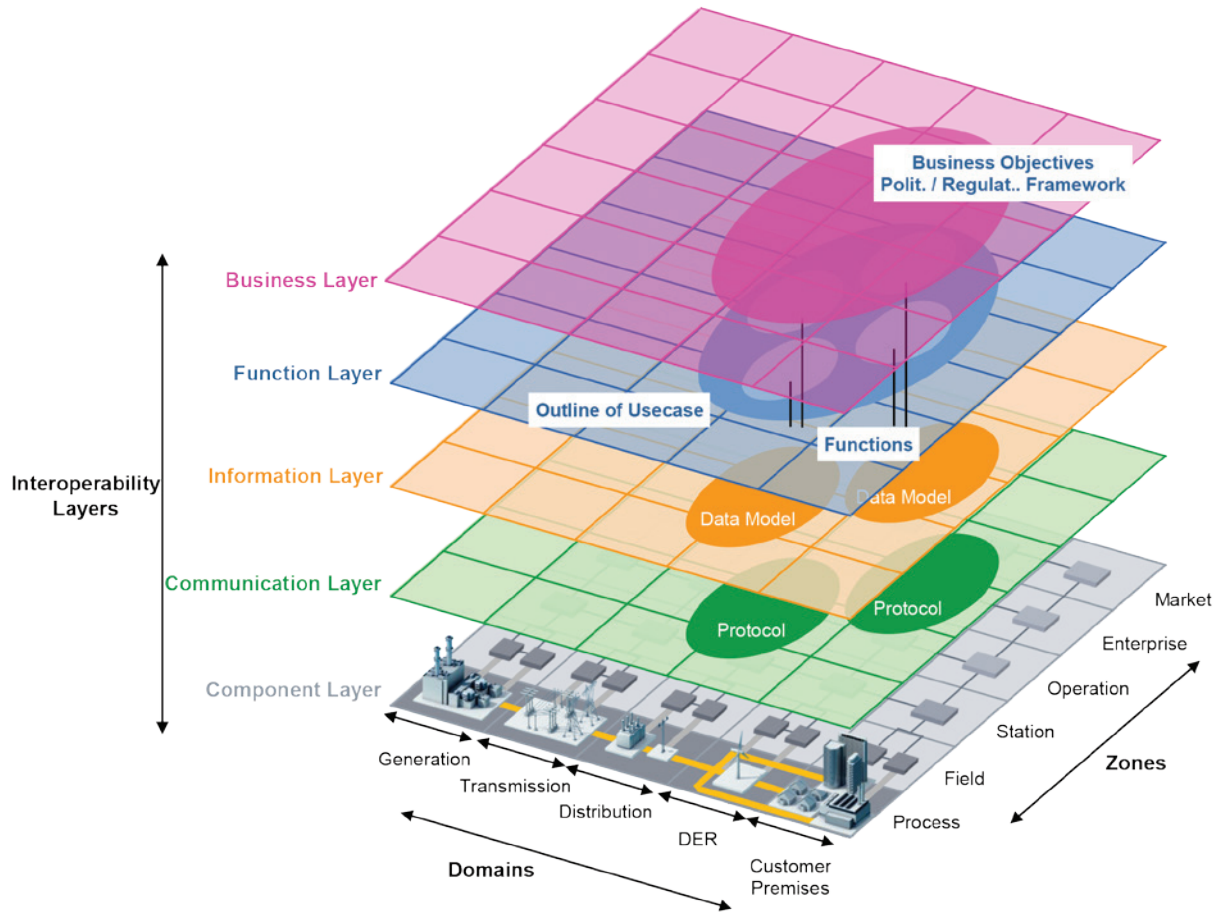 Business Objectives
Polit. / Regulat.. Framework
Business Layer
Function Layer
Outline of Usecase
Functions
Information Layer
Interoperability
Layers
Data Model
Data Model
Communication Layer
Protocol
Protocol
Component Layer
Market
Enterprise
Operation
Station
Field
Process
Zones
Generation
Transmission
Distribution
DER
Customer
Premises
Domains